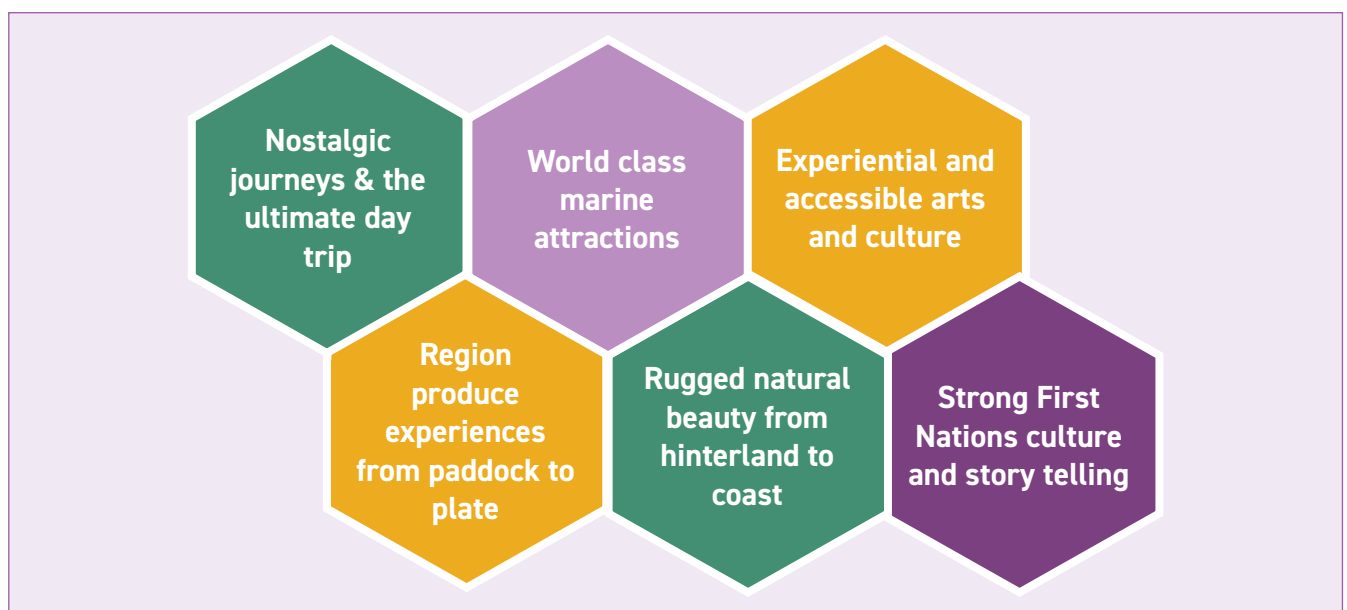 Nostalgic
journeys & the
ultimate day
trip
World class
marine
attractions
Experiential and
accessible arts
and culture
Region
produce
experiences
from paddock to
plate
Rugged natural
beauty from
hinterland to
coast
Strong First
Nations culture
and story telling